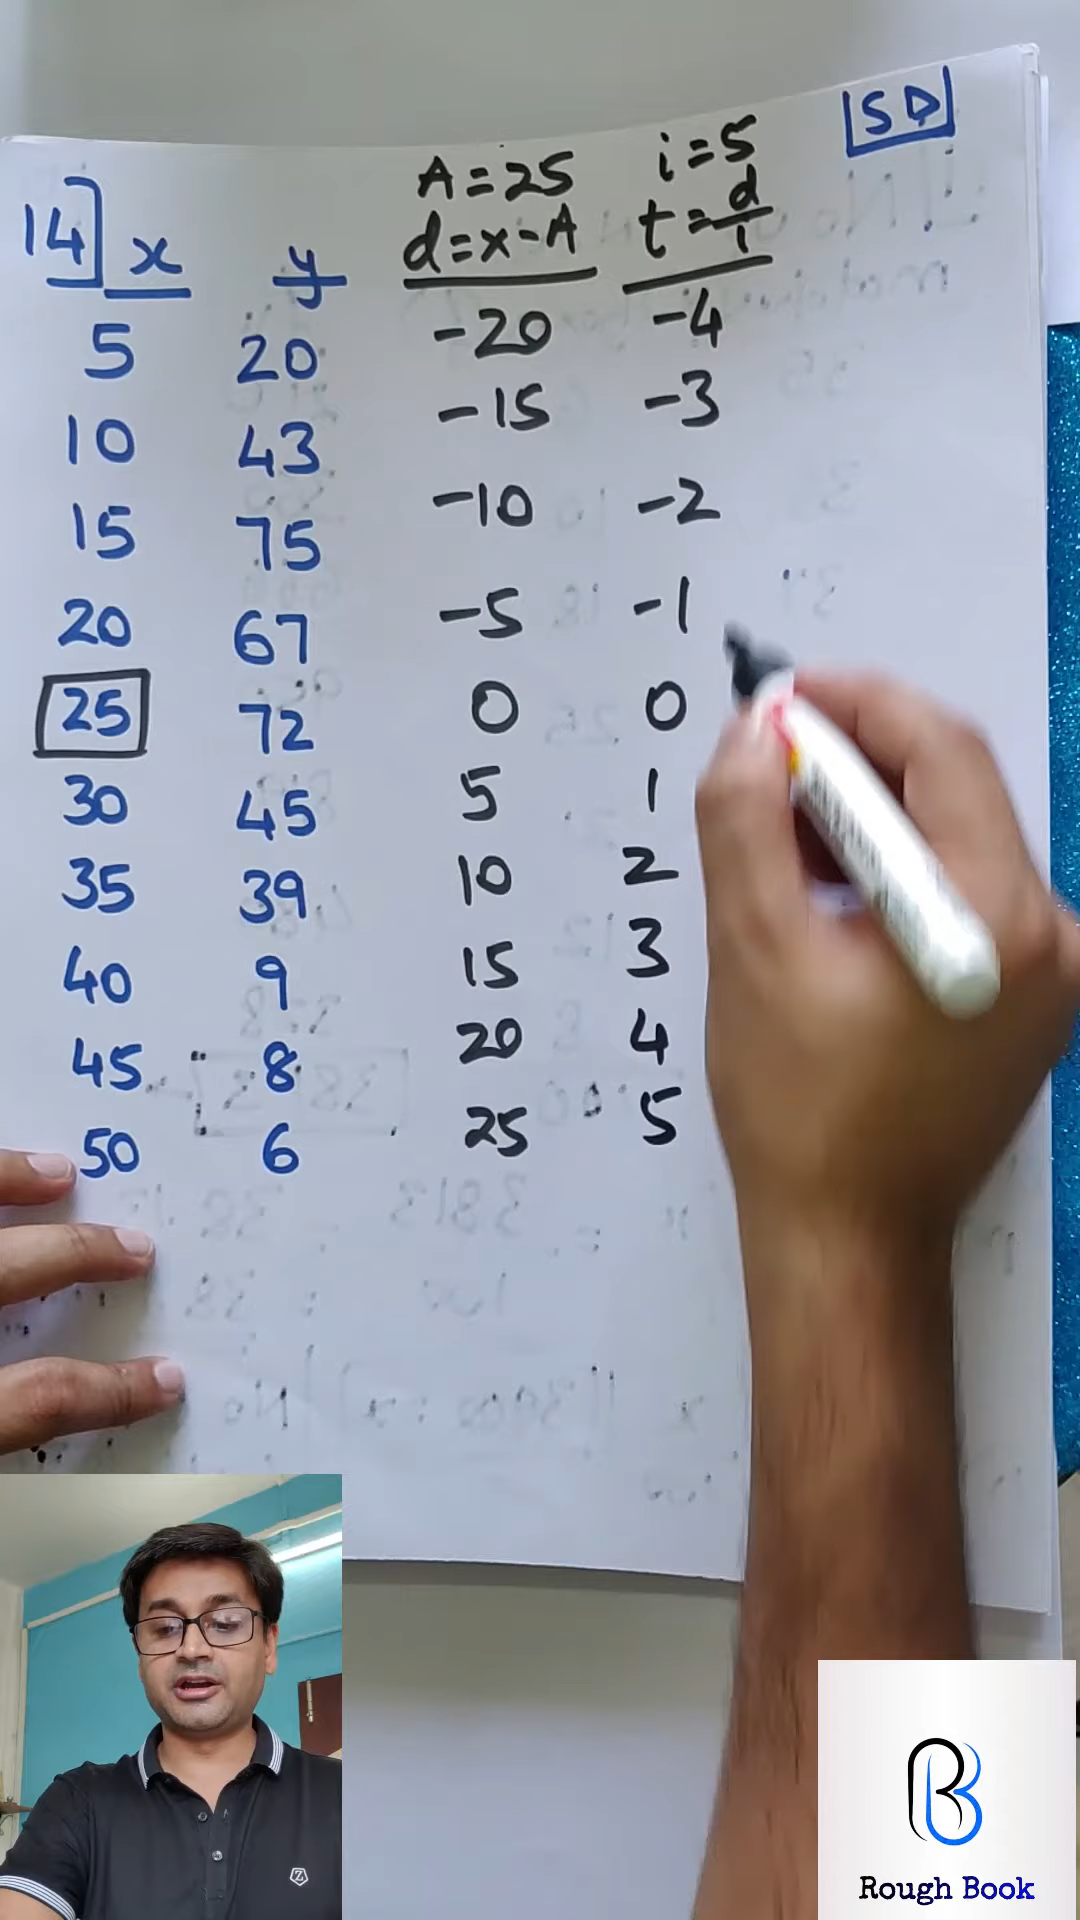 SD
A=25 i=5
14] x y d=x-A t=d/i
5 20 -20 -4
10 43 -15 -3
15 75 -10 -2
20 67 -5 -1
25 72 0 0
30 45 5 1
35 39 10 2
40 9 15 3
45 8 20 4
50 6 25 5
B
Rough Book